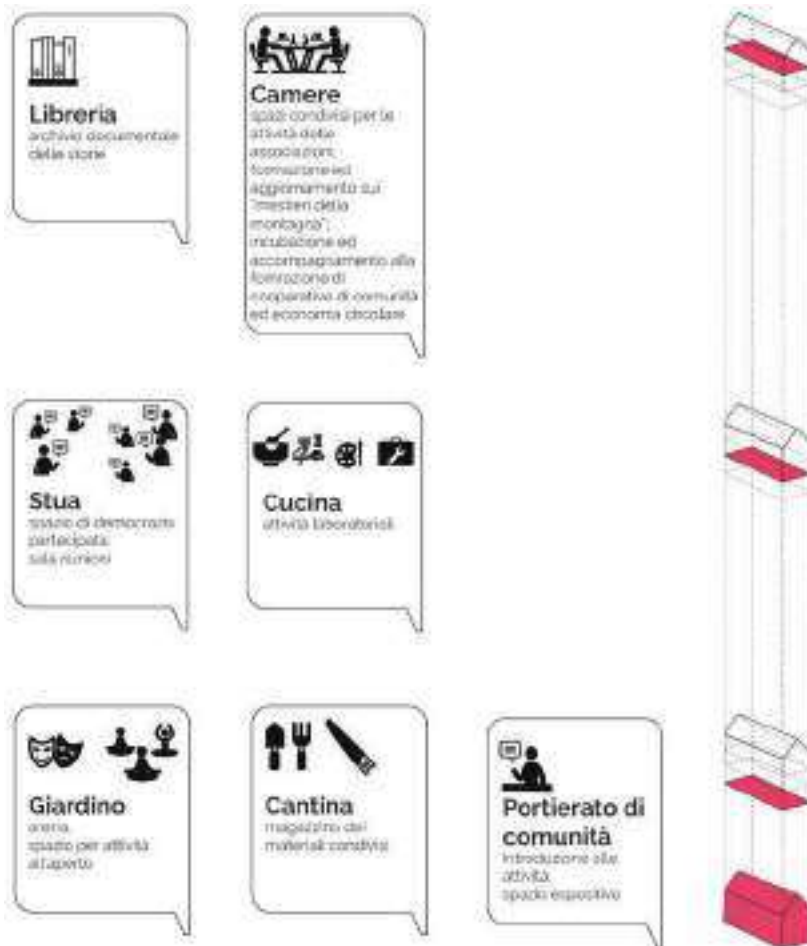 Libreria
archivio documentale
delle storie
Camere
spazi condivisi per le
attività delle
associazioni;
formazione ed
aggiornamento sui
"mestieri della
montagna";
incubazione ed
accompagnamento alla
formazione di
cooperative di comunità
ed economia circolare
Stua
spazio di democrazia
partecipata
sala riunioni
Cucina
attività laboratoriali
Giardino
arena,
spazio per attività
all'aperto
Cantina
magazzino dei
materiali condivisi
Portierato di
comunità
introduzione alle
attività
spazio espositivo